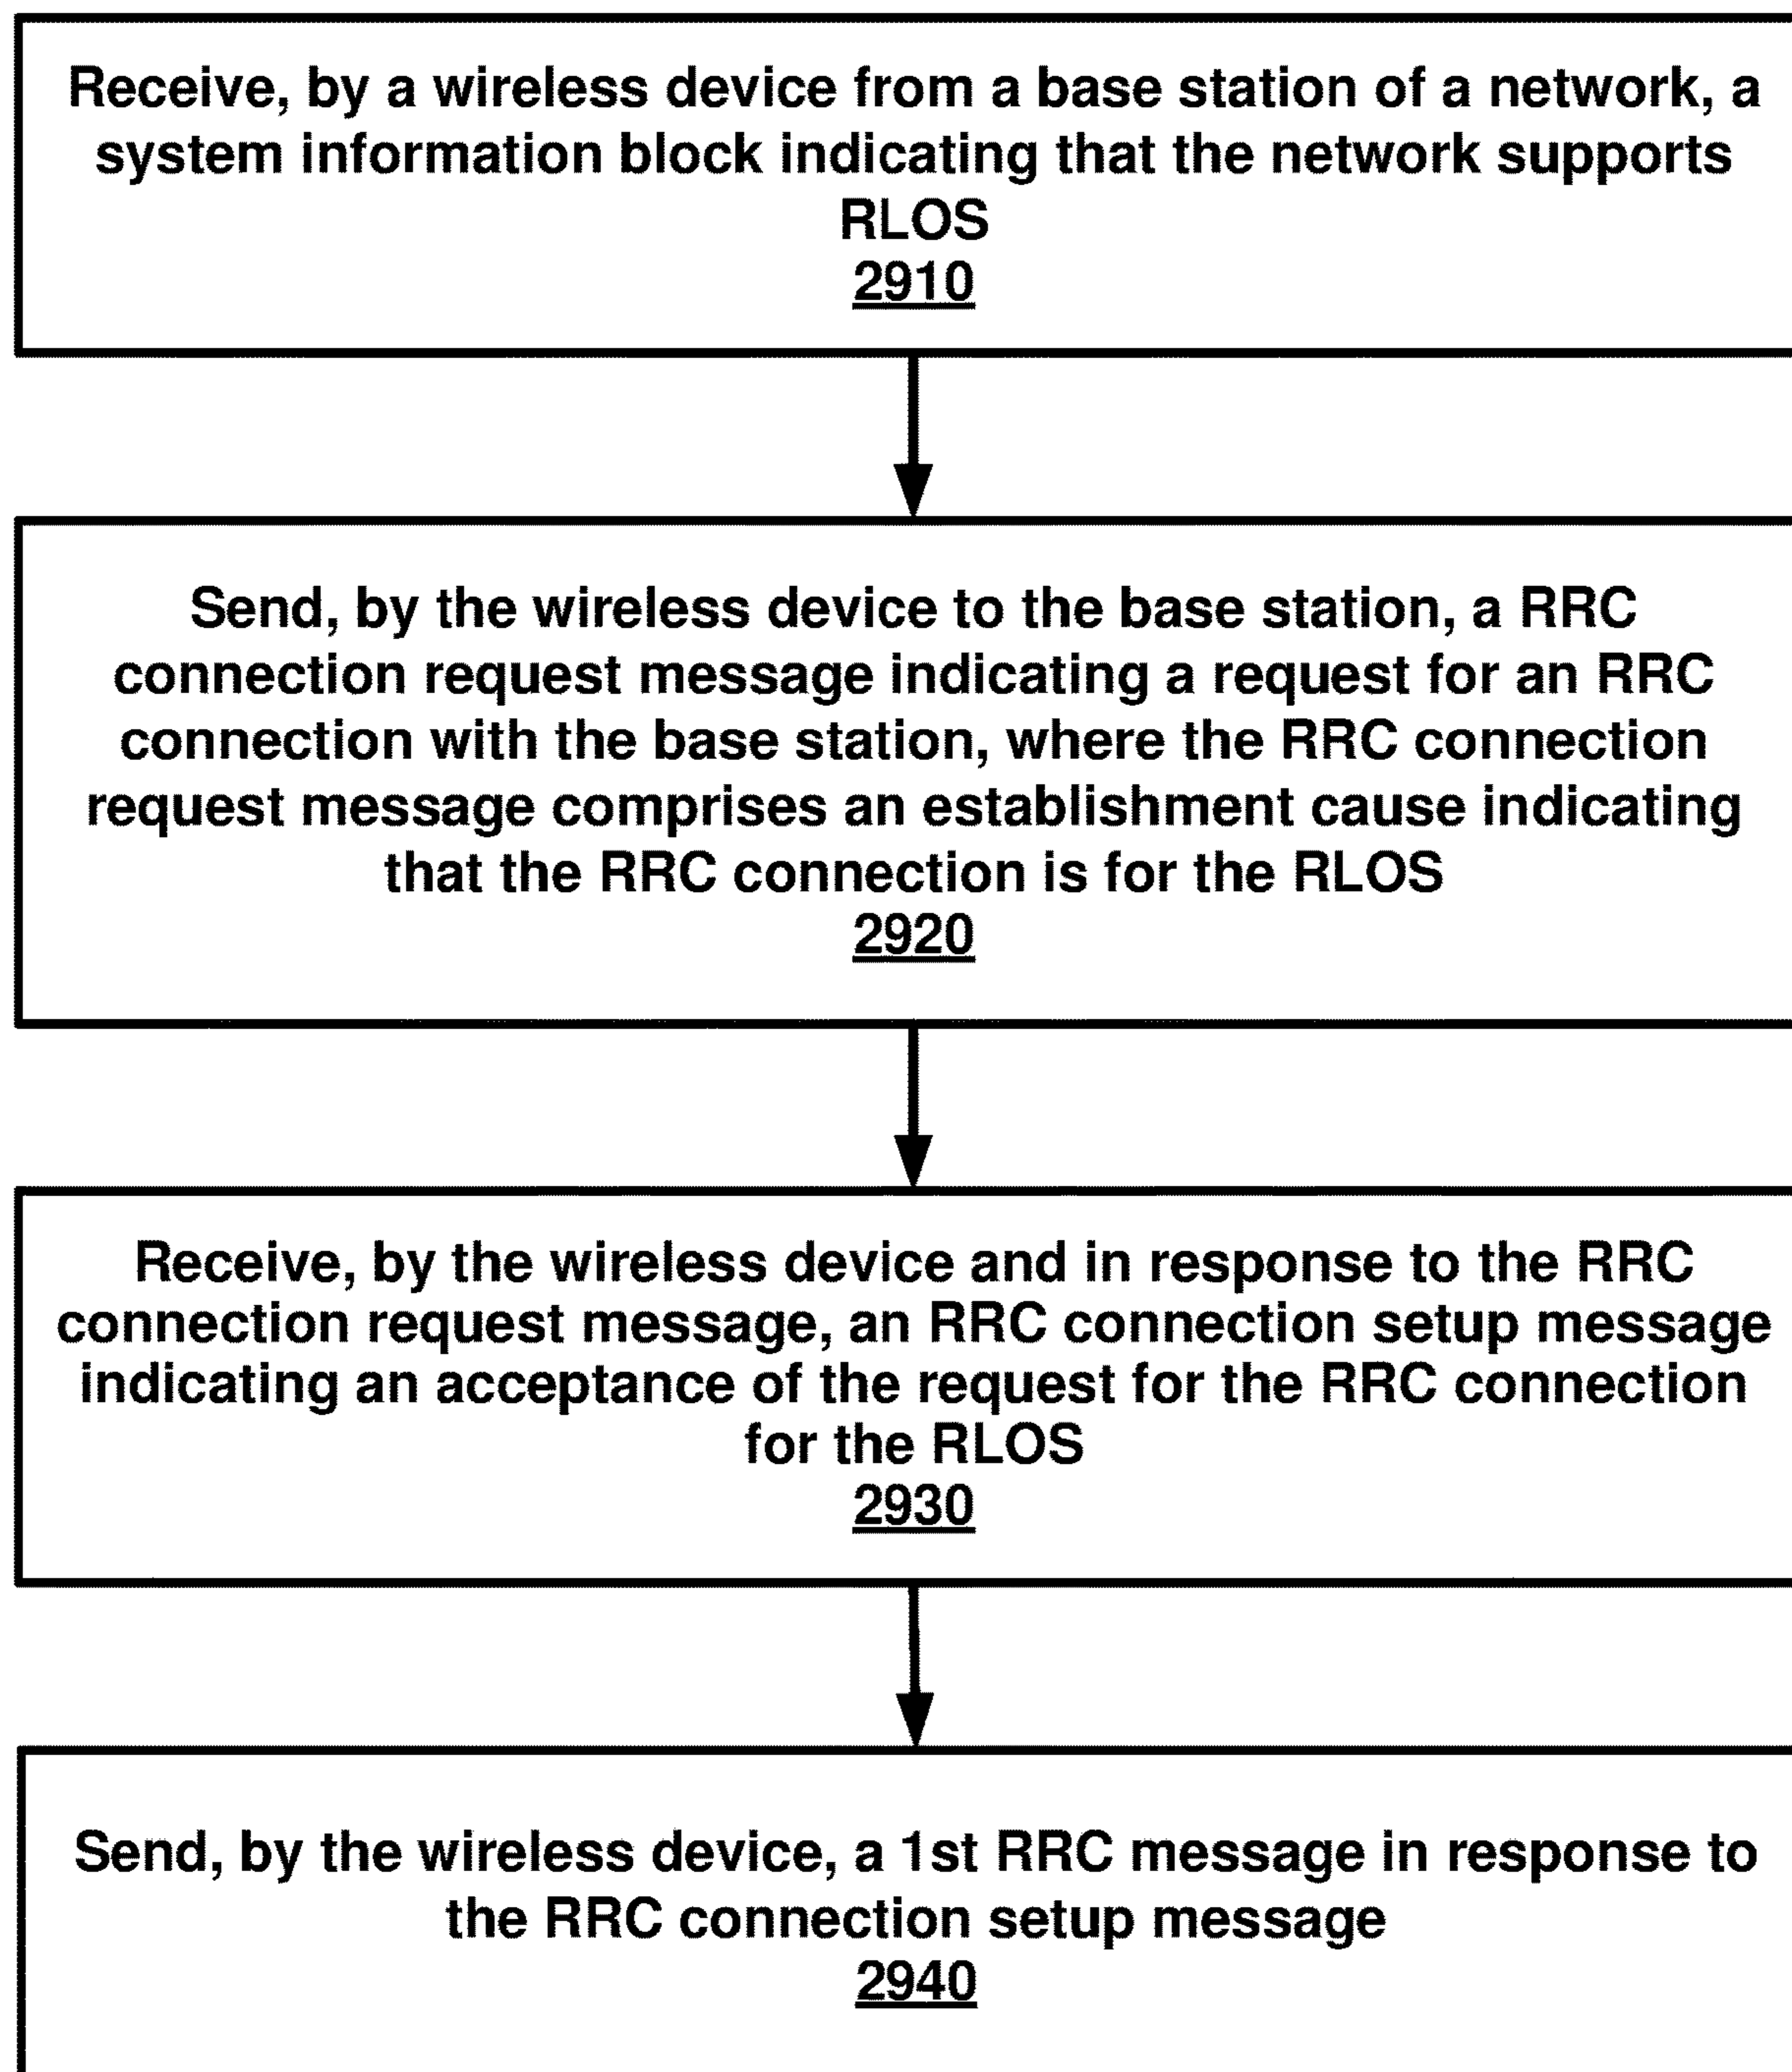 Receive, by a wireless device from a base station of a network, a
system information block indicating that the network supports
RLOS
2910
Send, by the wireless device to the base station, a RRC
connection request message indicating a request for an RRC
connection with the base station, where the RRC connection
request message comprises an establishment cause indicating
that the RRC connection is for the RLOS
2920
Receive, by the wireless device and in response to the RRC
connection request message, an RRC connection setup message
indicating an acceptance of the request for the RRC connection
for the RLOS
2930
Send, by the wireless device, a 1st RRC message in response to
the RRC connection setup message
2940